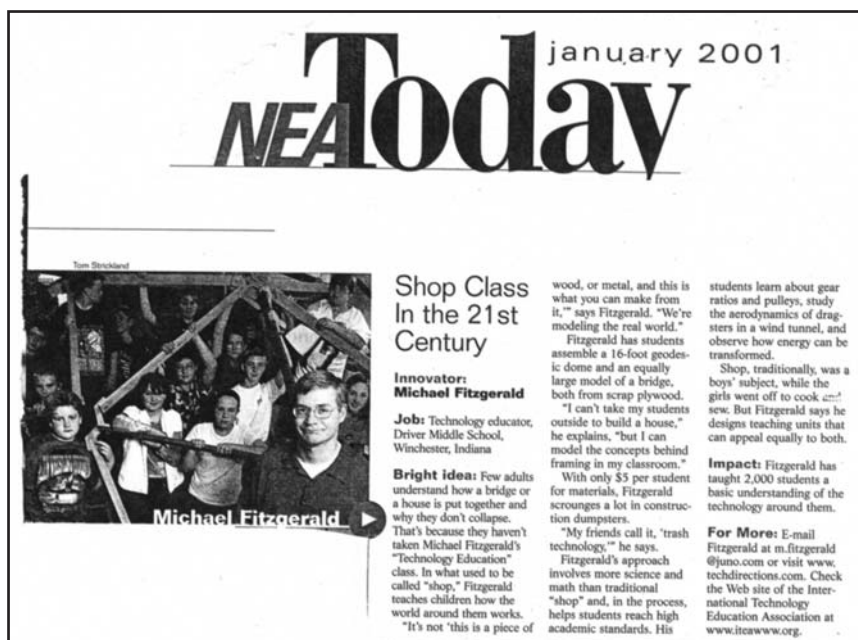 january 2001
NEA Today
Tom Strickland
Michael Fitzgerald
Shop Class
In the 21st
Century
Innovator:
Michael Fitzgerald
Job: Technology educator,
Driver Middle School,
Winchester, Indiana
Bright idea: Few adults
understand how a bridge or
a house is put together and
why they don't collapse.
That's because they haven't
taken Michael Fitzgerald's
"Technology Education"
class. In what used to be
called "shop," Fitzgerald
teaches children how the
world around them works.
"It's not 'this is a piece of
wood, or metal, and this is
what you can make from
it,'" says Fitzgerald. "We're
modeling the real world."
Fitzgerald has students
assemble a 16-foot geodes-
ic dome and an equally
large model of a bridge,
both from scrap plywood.
"I can't take my students
outside to build a house,"
he explains, "but I can
model the concepts behind
framing in my classroom."
With only $5 per student
for materials, Fitzgerald
scrounges a lot in construc-
tion dumpsters.
"My friends call it, 'trash
technology,'" he says.
Fitzgerald's approach
involves more science and
math than traditional
"shop" and, in the process,
helps students reach high
academic standards. His
students learn about gear
ratios and pulleys, study
the aerodynamics of drag-
sters in a wind tunnel, and
observe how energy can be
transformed.
Shop, traditionally, was a
boys' subject, while the
girls went off to cook and
sew. But Fitzgerald says he
designs teaching units that
can appeal equally to both.
Impact: Fitzgerald has
taught 2,000 students a
basic understanding of the
technology around them.
For More: E-mail
Fitzgerald at m.fitzgerald
@juno.com or visit www.
techdirections.com. Check
the Web site of the Inter-
national Technology
Education Association at
www.iteawww.org.